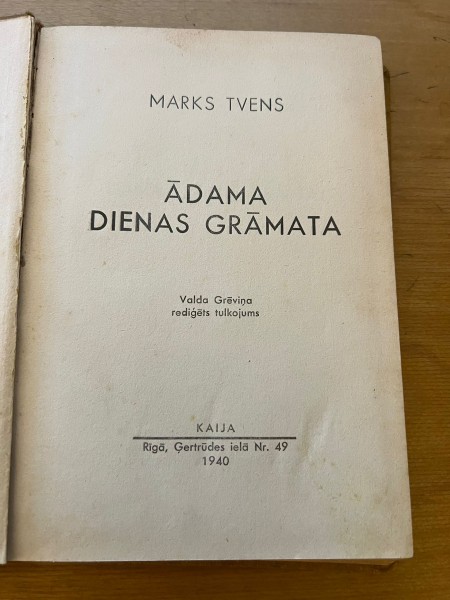 MARKS TVENS
ĀDAMA
DIENAS GRĀMATA
Valda Grēviņa
rediģēts tulkojums
KAIJA
Rīgā, Ģertrūdes ielā Nr. 49
1940